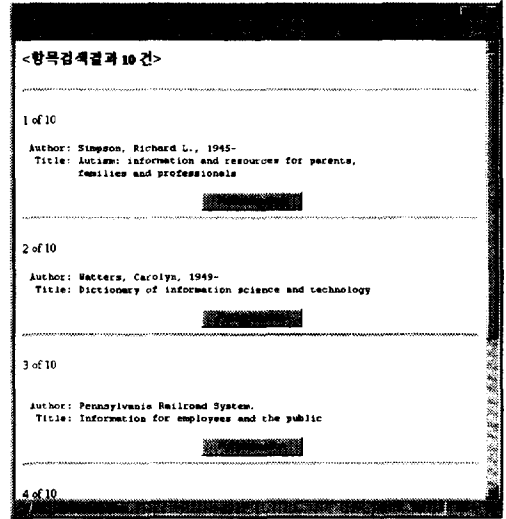 <항목검색결과 10 건>
1 of 10
Author: Simpson, Richard L., 1945-
Title: Autism: information and resources for parents,
families and professionals
2 of 10
Author: Watters, Carolyn, 1949-
Title: Dictionary of information science and technology
3 of 10
Author: Pennsylvania Railroad System.
Title: Information for employees and the public
4 of 10